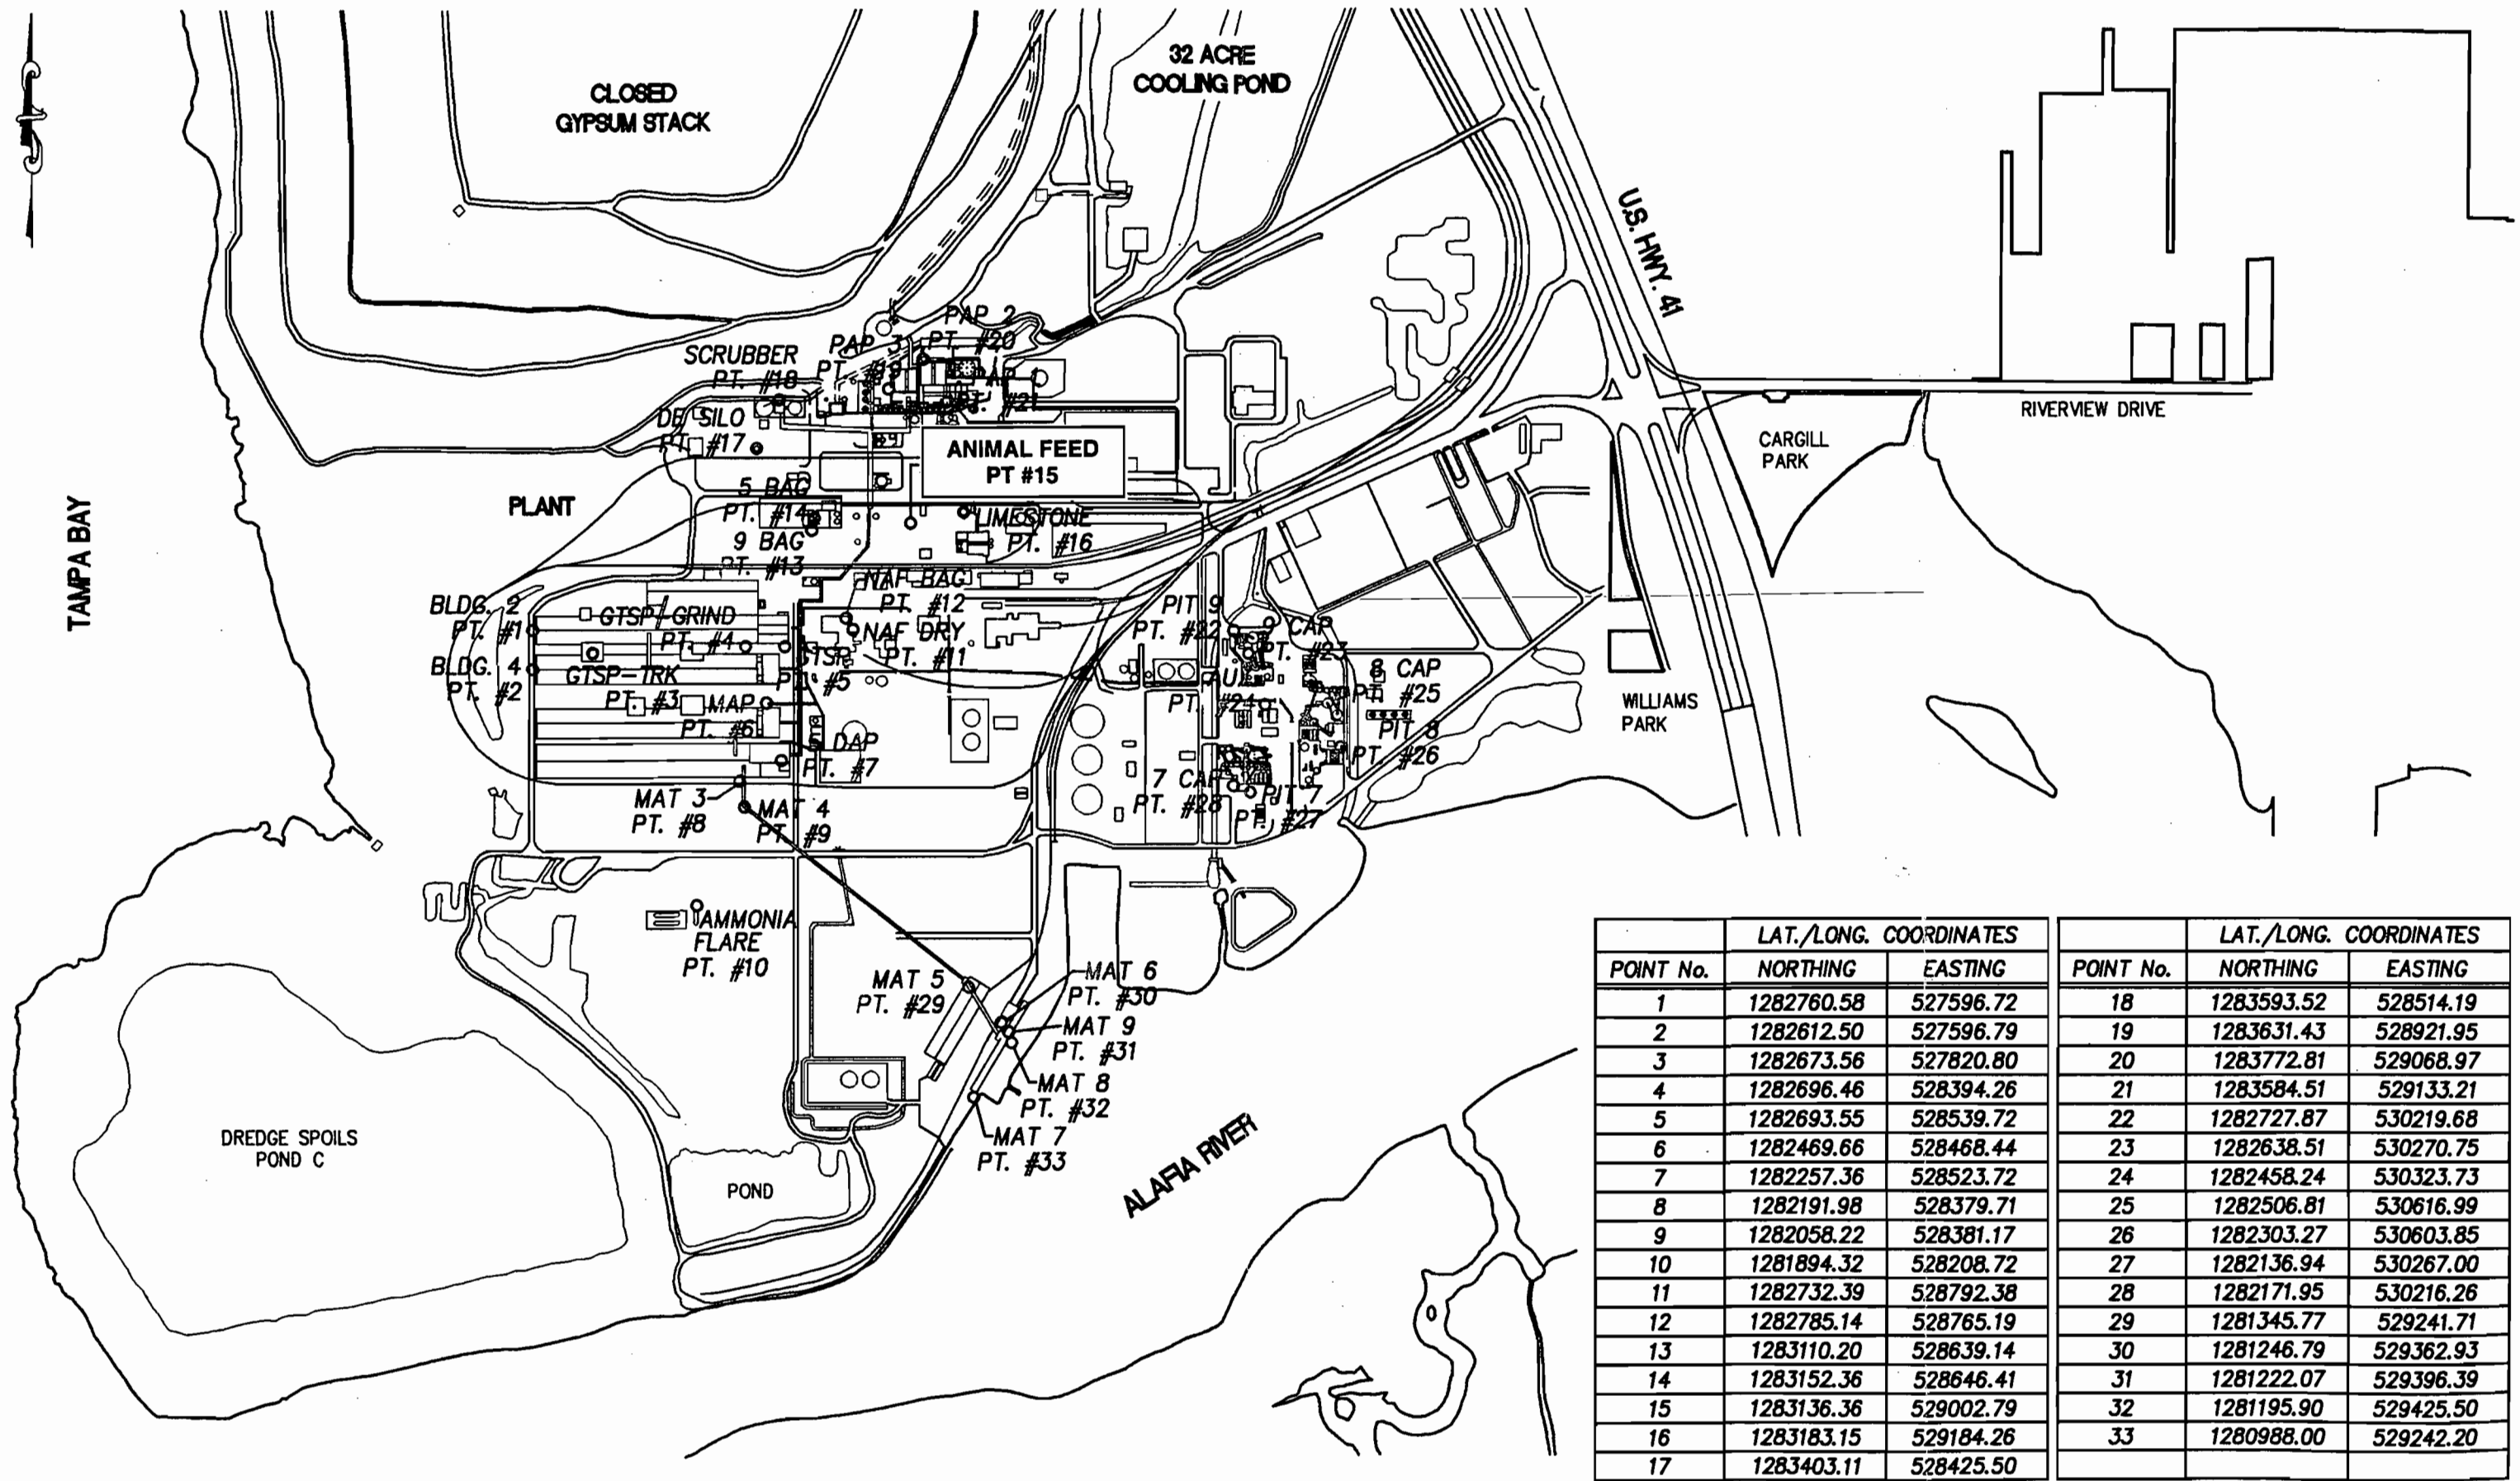 32 ACRE
COOLING POND
CLOSED
GYPSUM STACK
U.S. HWY. 41
PAP 2
PT. #20
PAP 3
PT. #19
SCRUBBER
PT. #18
PT. #21
RIVERVIEW DRIVE
DE SILO
PT. #17
CARGILL
PARK
ANIMAL FEED
PT #15
TAMPA BAY
PLANT
5 BAG
PT. #14
LIMESTONE
PT. #16
9 BAG
PT. #13
NAF BAG
PT. #12
BLDG. 2
PT. #1
GTSP-GRIND
PT. #4
NAF DRY
PT. #11
PIT 9
PT. #22
9 CAP
PT. #23
BLDG. 4
PT. #2
GTSP-TRK
PT. #3
GTSP
PT. #5
PT. #24
8 CAP
PT. #25
WILLIAMS
PARK
MAP
PT. #6
5 DAP
PT. #7
PIT 8
PT. #26
7 CAP
PT. #28
PIT 7
PT. #27
MAT 3
PT. #8
MAT 4
PT. #9
AMMONIA
FLARE
PT. #10
MAT 5
PT. #29
MAT 6
PT. #30
MAT 9
PT. #31
MAT 8
PT. #32
MAT 7
PT. #33
DREDGE SPOILS
POND C
POND
ALAFIA RIVER
LAT./LONG. COORDINATES LAT./LONG. COORDINATES
POINT No. NORTHING EASTING POINT No. NORTHING EASTING
1 1282760.58 527596.72 18 1283593.52 528514.19
2 1282612.50 527596.79 19 1283631.43 528921.95
3 1282673.56 527820.80 20 1283772.81 529068.97
4 1282696.46 528394.26 21 1283584.51 529133.21
5 1282693.55 528539.72 22 1282727.87 530219.68
6 1282469.66 528468.44 23 1282638.51 530270.75
7 1282257.36 528523.72 24 1282458.24 530323.73
8 1282191.98 528379.71 25 1282506.81 530616.99
9 1282058.22 528381.17 26 1282303.27 530603.85
10 1281894.32 528208.72 27 1282136.94 530267.00
11 1282732.39 528792.38 28 1282171.95 530216.26
12 1282785.14 528765.19 29 1281345.77 529241.71
13 1283110.20 528639.14 30 1281246.79 529362.93
14 1283152.36 528646.41 31 1281222.07 529396.39
15 1283136.36 529002.79 32 1281195.90 529425.50
16 1283183.15 529184.26 33 1280988.00 529242.20
17 1283403.11 528425.50